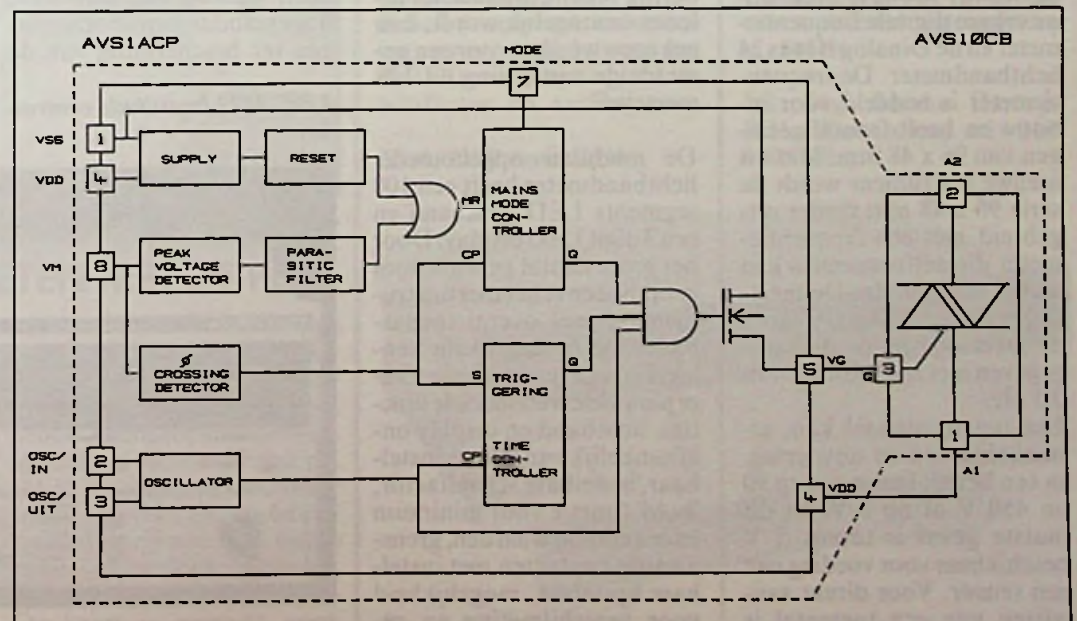 AVS1ACP
AVS10CB
MODE
7
VSS
1
SUPPLY
RESET
VDD
4
MR
MAINS
MODE
CON-
TROLLER
A2
2
VM
8
PEAK
VOLTAGE
DETECTOR
PARA-
SITIC
FILTER
CP
Q
Ø
CROSSING
DETECTOR
S
Q
TRIG-
GERING
VG
5
G
3
OSC/
IN
2
OSCILLATOR
CP
TIME
CON-
TROLLER
1
A1
OSC/
UIT
3
4
VDD